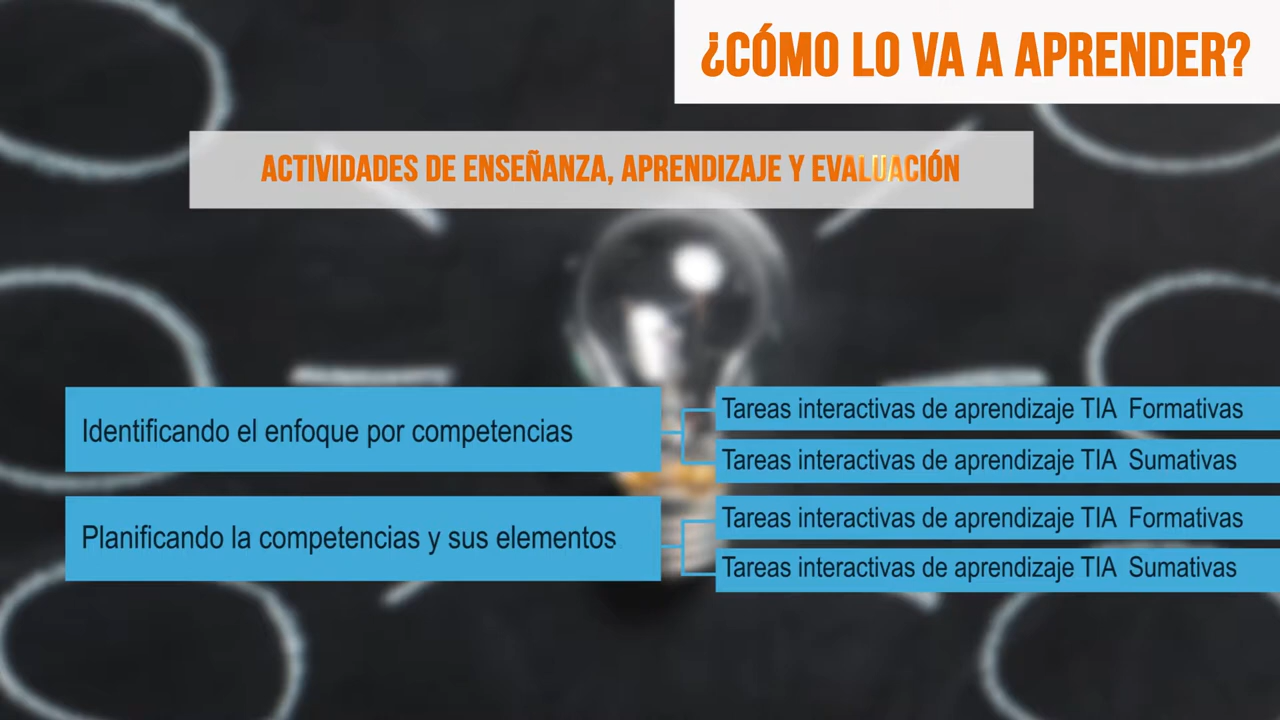 ¿CÓMO LO VA A APRENDER?
ACTIVIDADES DE ENSEÑANZA, APRENDIZAJE Y EVALUACIÓN
Identificando el enfoque por competencias
Tareas interactivas de aprendizaje TIA Formativas
Tareas interactivas de aprendizaje TIA Sumativas
Planificando la competencias y sus elementos
Tareas interactivas de aprendizaje TIA Formativas
Tareas interactivas de aprendizaje TIA Sumativas